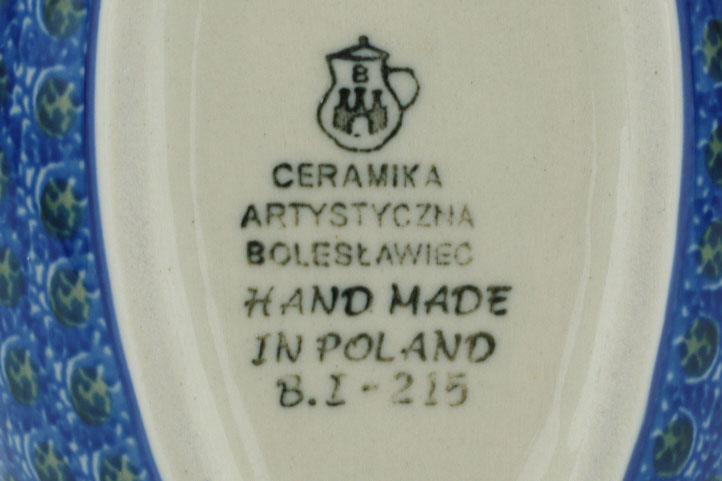 B
CERAMIKA
ARTYSTYCZNA
BOLESŁAWIEC
HAND MADE
IN POLAND
B.I-215